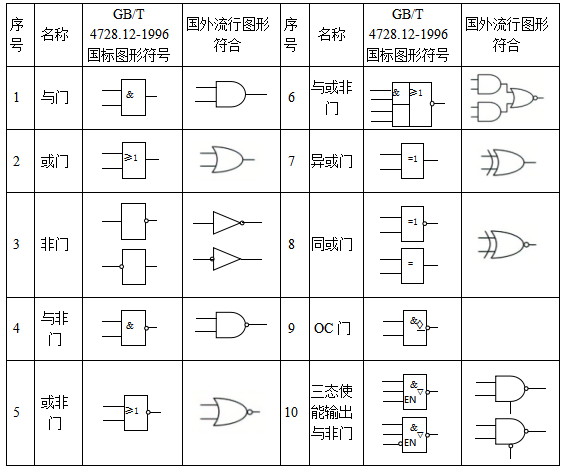 序号 名称 GB/T 4728.12-1996 国标图形符号 国外流行图形符合 序号 名称 GB/T 4728.12-1996 国标图形符号 国外流行图形符合
1 与门 & 6 与或非门 & ≥1
2 或门 ≥1 7 异或门 =1
3 非门 8 同或门 =1 =
4 与非门 & 9 OC 门 &
5 或非门 ≥1 10 三态使能输出与非门 & EN & EN